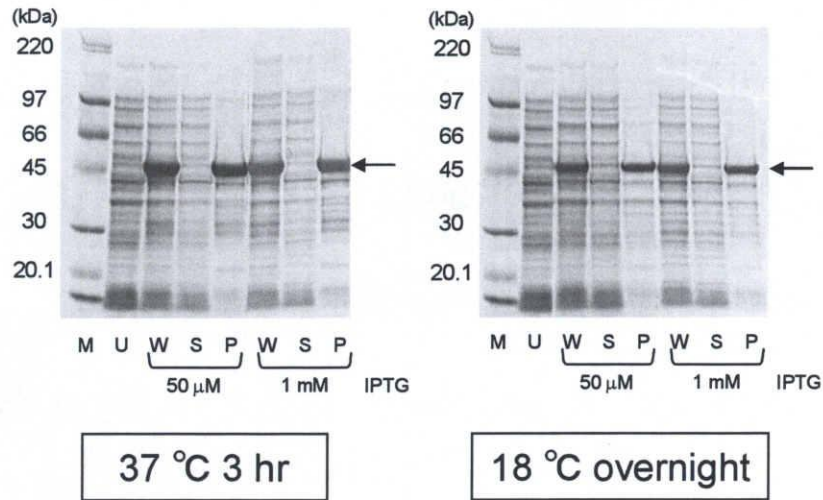 (kDa)
220
97
66
45
30
20.1
M U W S P W S P
50 μM 1 mM IPTG
37 °C 3 hr
(kDa)
220
97
66
45
30
20.1
M U W S P W S P
50 μM 1 mM IPTG
18 °C overnight